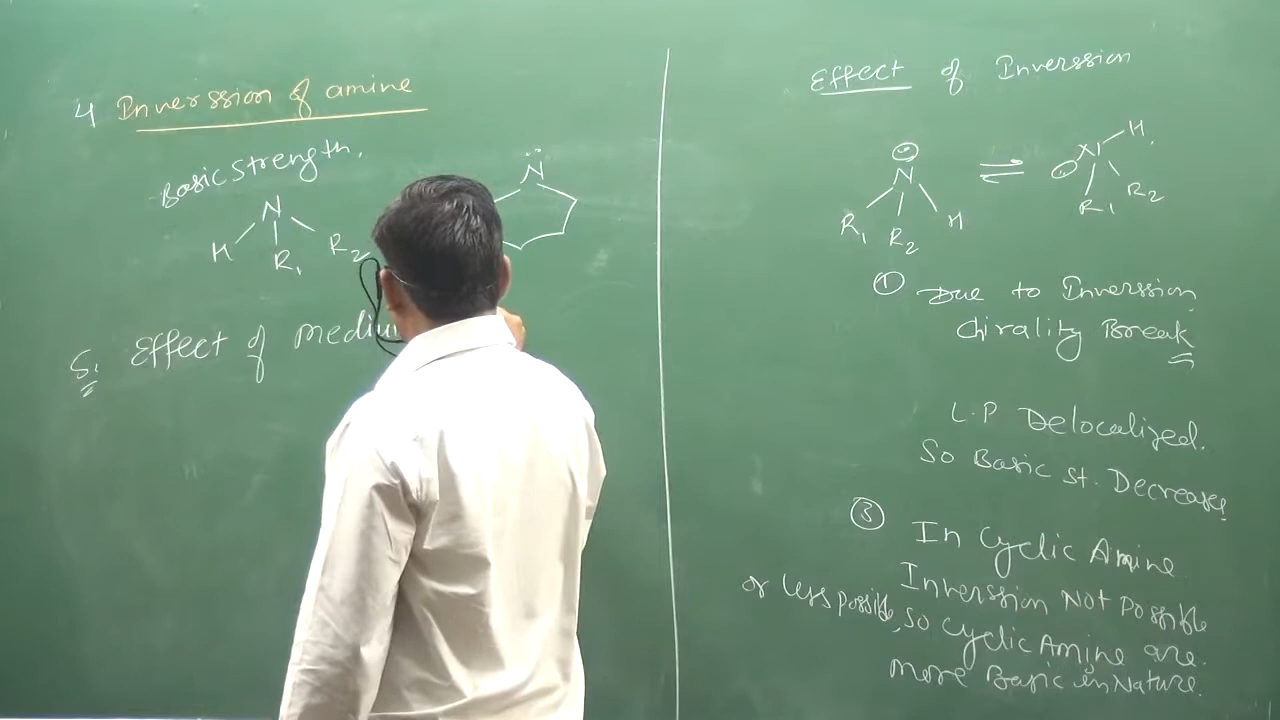 4 Inverssion of amine
Basic strength.
N
H R1 R2
N
5. Effect of medium
Effect of Inverssion
N
R1 R2 H
⇌
N H
R1 R2
① Due to Inverssion
Chirality Break
L.P Delocalized.
So Basic st. Decreases
③ In Cyclic Amine
Inverssion Not Possible
or less possible, so cyclic Amine are.
more Basic in Nature.